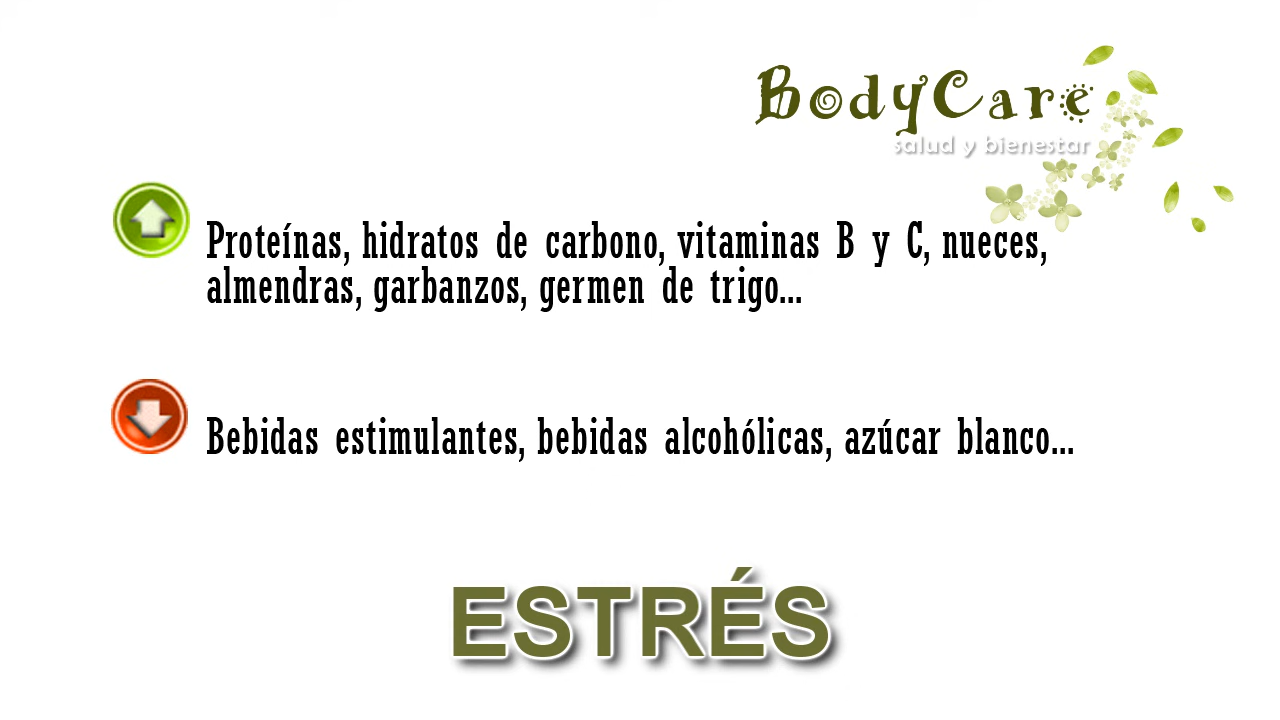 BodyCare
salud y bienestar
Proteínas, hidratos de carbono, vitaminas B y C, nueces,
almendras, garbanzos, germen de trigo...
Bebidas estimulantes, bebidas alcohólicas, azúcar blanco...
ESTRÉS